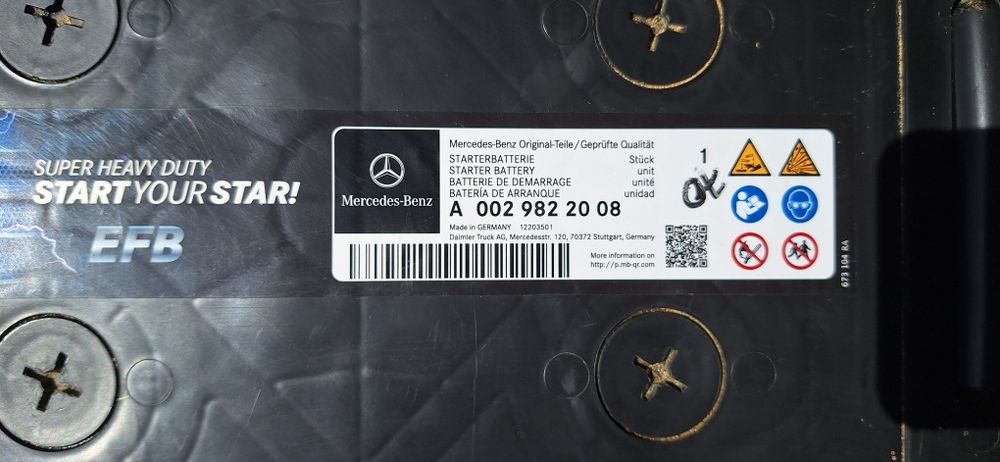 SUPER HEAVY DUTY
START YOUR STAR!
EFB
Mercedes-Benz
Mercedes-Benz Original-Teile/Geprüfte Qualität
STARTERBATTERIE Stück 1
STARTER BATTERY unit
BATTERIE DE DEMARRAGE unité
BATERÍA DE ARRANQUE unidad
OK
A 002 982 20 08
Made in GERMANY 12203501
Daimler Truck AG, Mercedesstr. 120, 70372 Stuttgart, Germany
More information on
http://p.mb-qr.com
673 104 RA